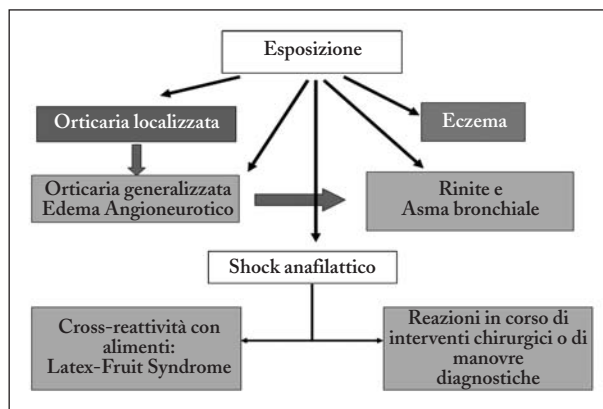 Esposizione
Orticaria localizzata
Eczema
Orticaria generalizzata
Edema Angioneurotico
Rinite e
Asma bronchiale
Shock anafilattico
Cross-reattività con
alimenti:
Latex-Fruit Syndrome
Reazioni in corso di
interventi chirurgici o di
manovre
diagnostiche